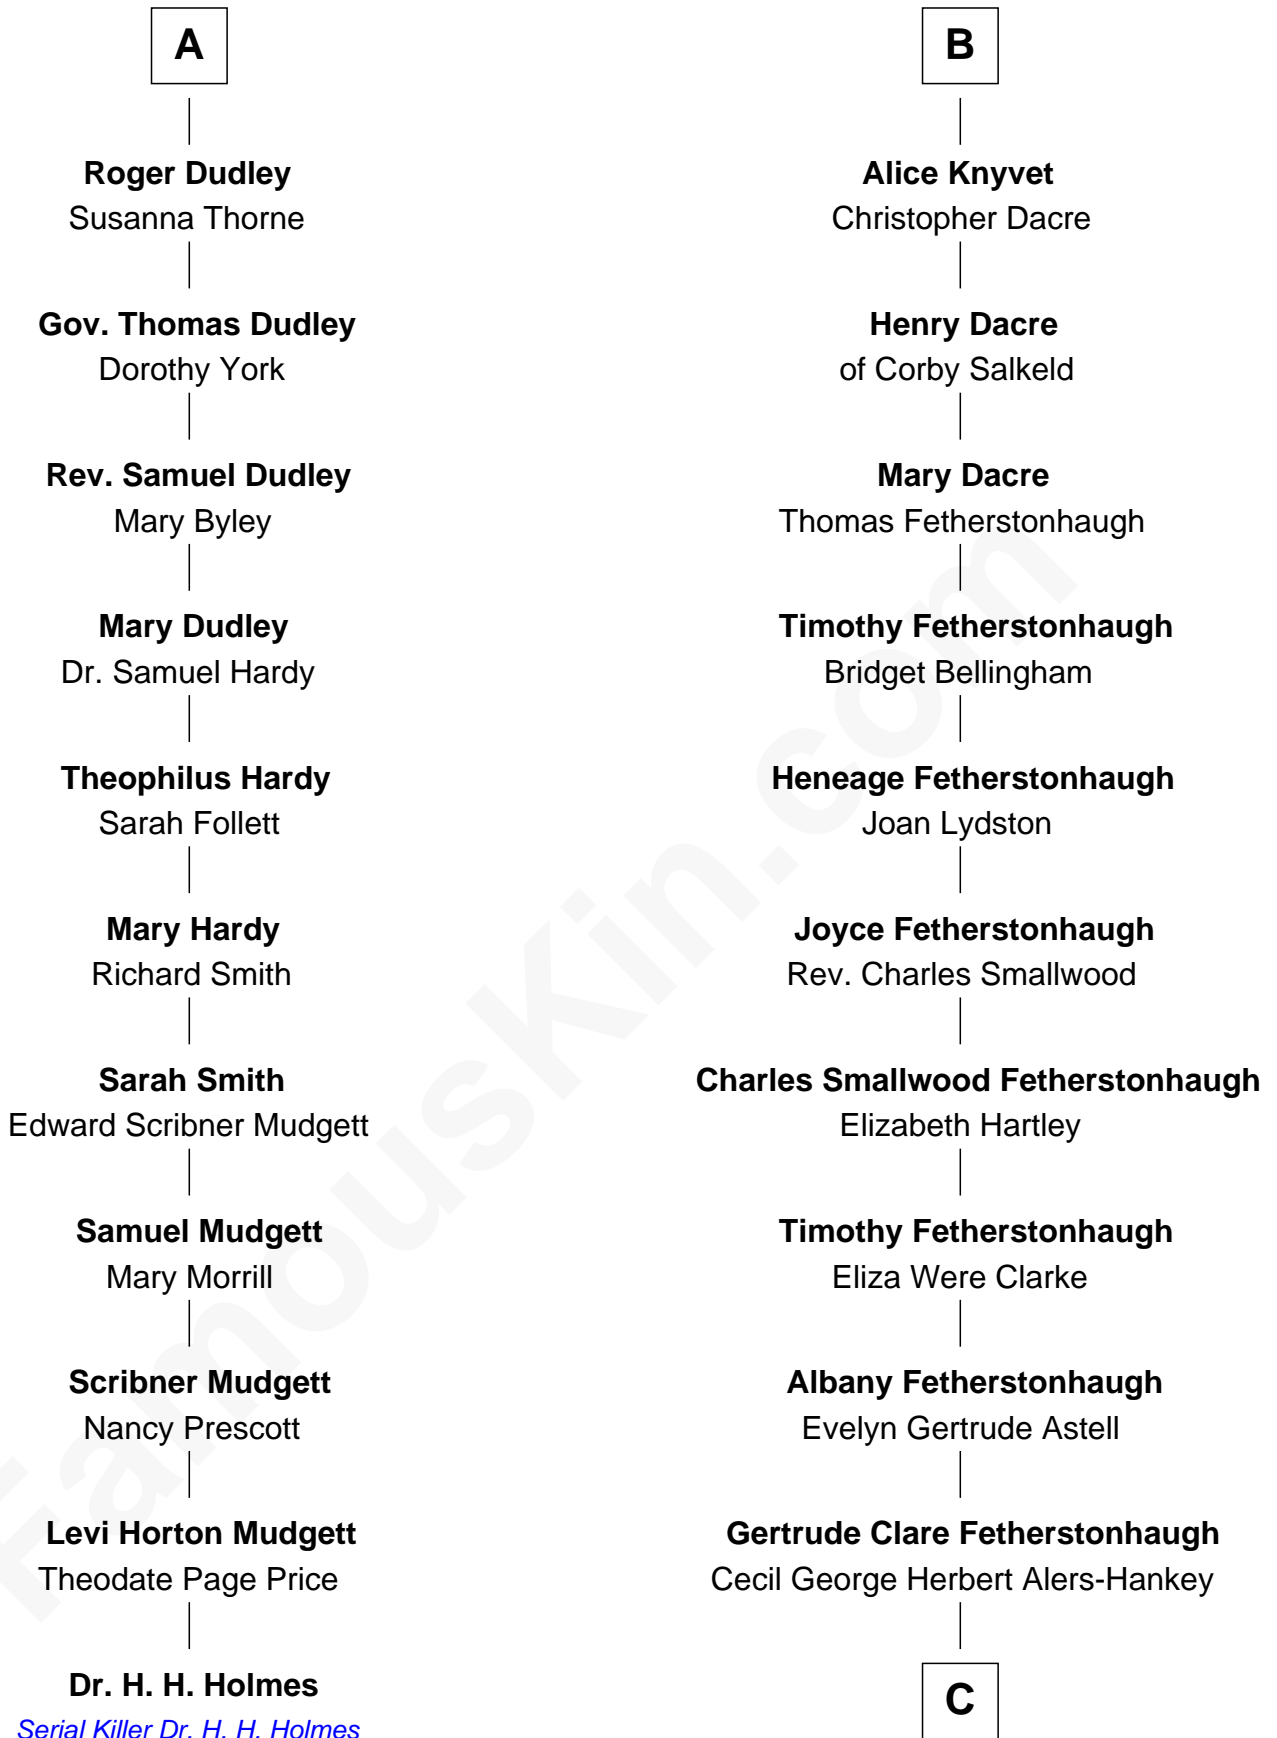 A
Roger Dudley
Susanna Thorne
Gov. Thomas Dudley
Dorothy York
Rev. Samuel Dudley
Mary Byley
Mary Dudley
Dr. Samuel Hardy
Theophilus Hardy
Sarah Follett
Mary Hardy
Richard Smith
Sarah Smith
Edward Scribner Mudgett
Samuel Mudgett
Mary Morrill
Scribner Mudgett
Nancy Prescott
Levi Horton Mudgett
Theodate Page Price
Dr. H. H. Holmes
Serial Killer Dr. H. H. Holmes
B
Alice Knyvet
Christopher Dacre
Henry Dacre
of Corby Salkeld
Mary Dacre
Thomas Fetherstonhaugh
Timothy Fetherstonhaugh
Bridget Bellingham
Heneage Fetherstonhaugh
Joan Lydston
Joyce Fetherstonhaugh
Rev. Charles Smallwood
Charles Smallwood Fetherstonhaugh
Elizabeth Hartley
Timothy Fetherstonhaugh
Eliza Were Clarke
Albany Fetherstonhaugh
Evelyn Gertrude Astell
Gertrude Clare Fetherstonhaugh
Cecil George Herbert Alers-Hankey
C
FamousKin.com